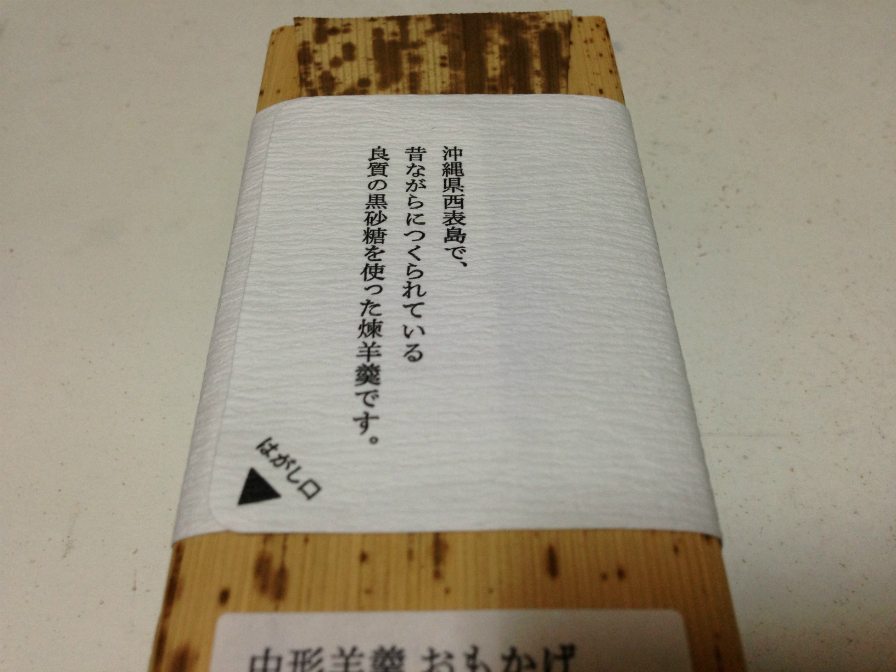 沖縄県西表島で、
昔ながらにつくられている
良質の黒砂糖を使った煉羊羹です。
はがし口
中形羊羹 おもかげ